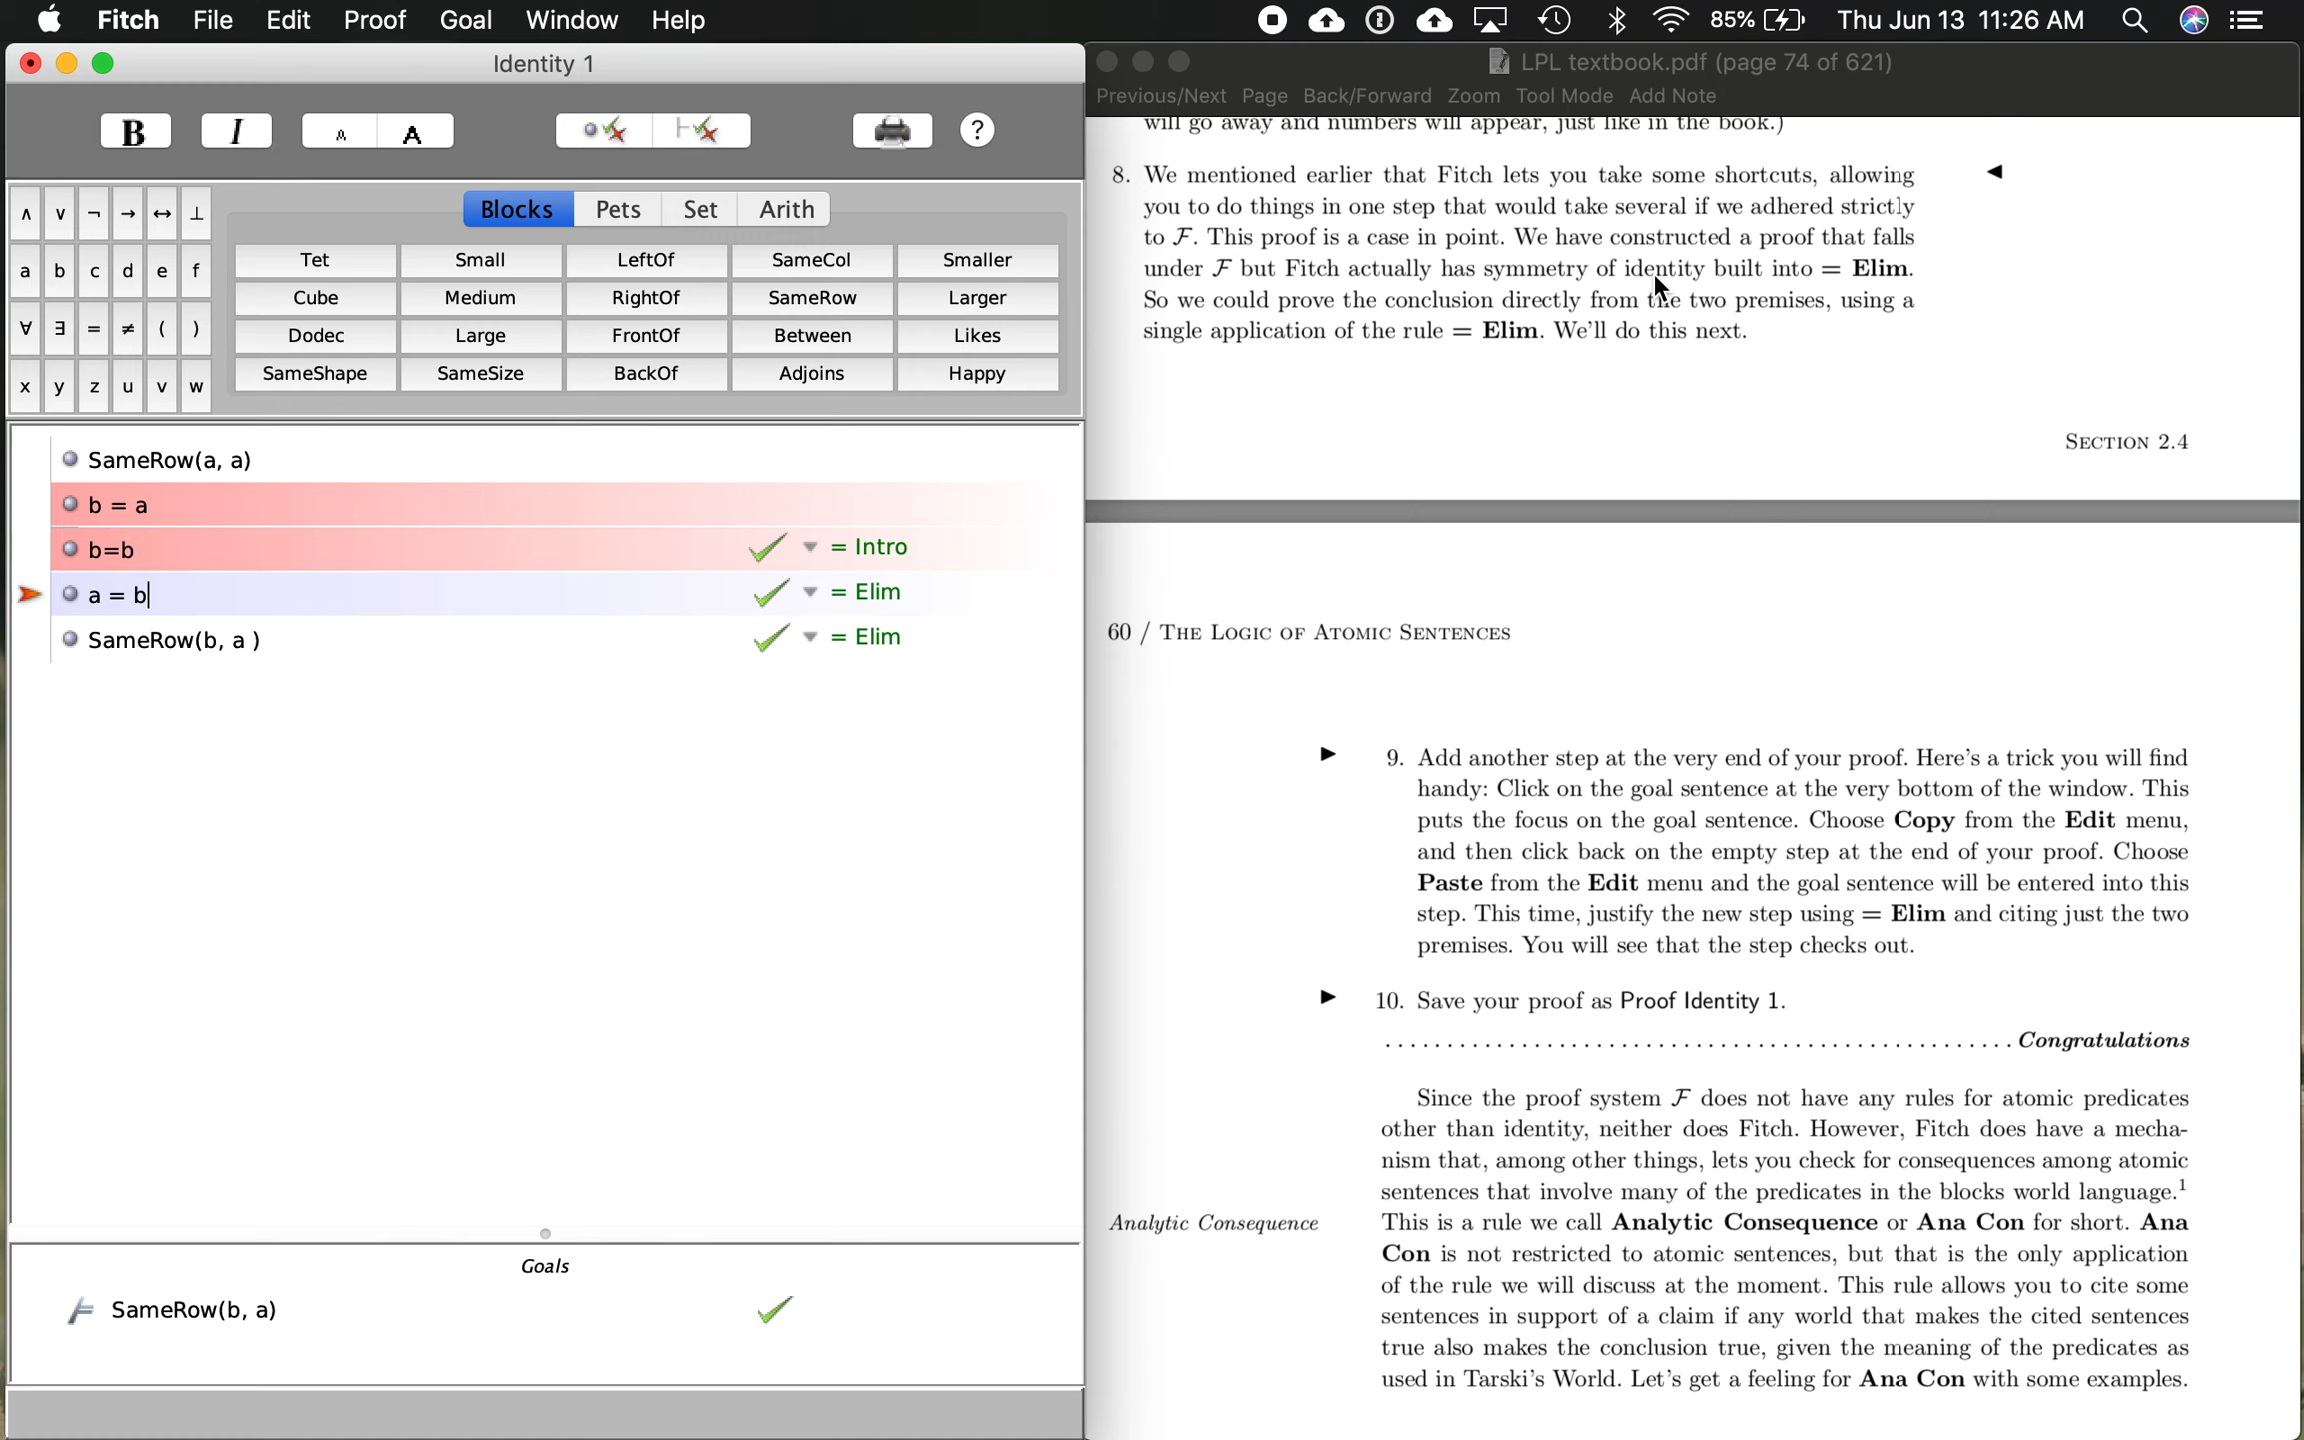 Fitch File Edit Proof Goal Window Help 85% Thu Jun 13 11:26 AM
Identity 1
B I A A ?
∧ ∨ ¬ → ↔ ⊥
a b c d e f
∀ ∃ = ≠ ( )
x y z u v w
Blocks Pets Set Arith
Tet Small LeftOf SameCol Smaller
Cube Medium RightOf SameRow Larger
Dodec Large FrontOf Between Likes
SameShape SameSize BackOf Adjoins Happy
SameRow(a, a)
b = a
b=b = Intro
a = b = Elim
SameRow(b, a ) = Elim
Goals
SameRow(b, a)
LPL textbook.pdf (page 74 of 621)
Previous/Next Page Back/Forward Zoom Tool Mode Add Note
will go away and numbers will appear, just like in the book.)
8. We mentioned earlier that Fitch lets you take some shortcuts, allowing ◀
you to do things in one step that would take several if we adhered strictly
to F. This proof is a case in point. We have constructed a proof that falls
under F but Fitch actually has symmetry of identity built into = Elim.
So we could prove the conclusion directly from the two premises, using a
single application of the rule = Elim. We'll do this next.
SECTION 2.4
60 / THE LOGIC OF ATOMIC SENTENCES
▶ 9. Add another step at the very end of your proof. Here's a trick you will find
handy: Click on the goal sentence at the very bottom of the window. This
puts the focus on the goal sentence. Choose Copy from the Edit menu,
and then click back on the empty step at the end of your proof. Choose
Paste from the Edit menu and the goal sentence will be entered into this
step. This time, justify the new step using = Elim and citing just the two
premises. You will see that the step checks out.
▶ 10. Save your proof as Proof Identity 1.
. . . . . . . . . . . . . . . . . . . . . . . . . . . . . . . . . . . . . . . . . . . . . . . . . . . . Congratulations
Since the proof system F does not have any rules for atomic predicates
other than identity, neither does Fitch. However, Fitch does have a mecha-
nism that, among other things, lets you check for consequences among atomic
sentences that involve many of the predicates in the blocks world language.1
Analytic Consequence This is a rule we call Analytic Consequence or Ana Con for short. Ana
Con is not restricted to atomic sentences, but that is the only application
of the rule we will discuss at the moment. This rule allows you to cite some
sentences in support of a claim if any world that makes the cited sentences
true also makes the conclusion true, given the meaning of the predicates as
used in Tarski's World. Let's get a feeling for Ana Con with some examples.